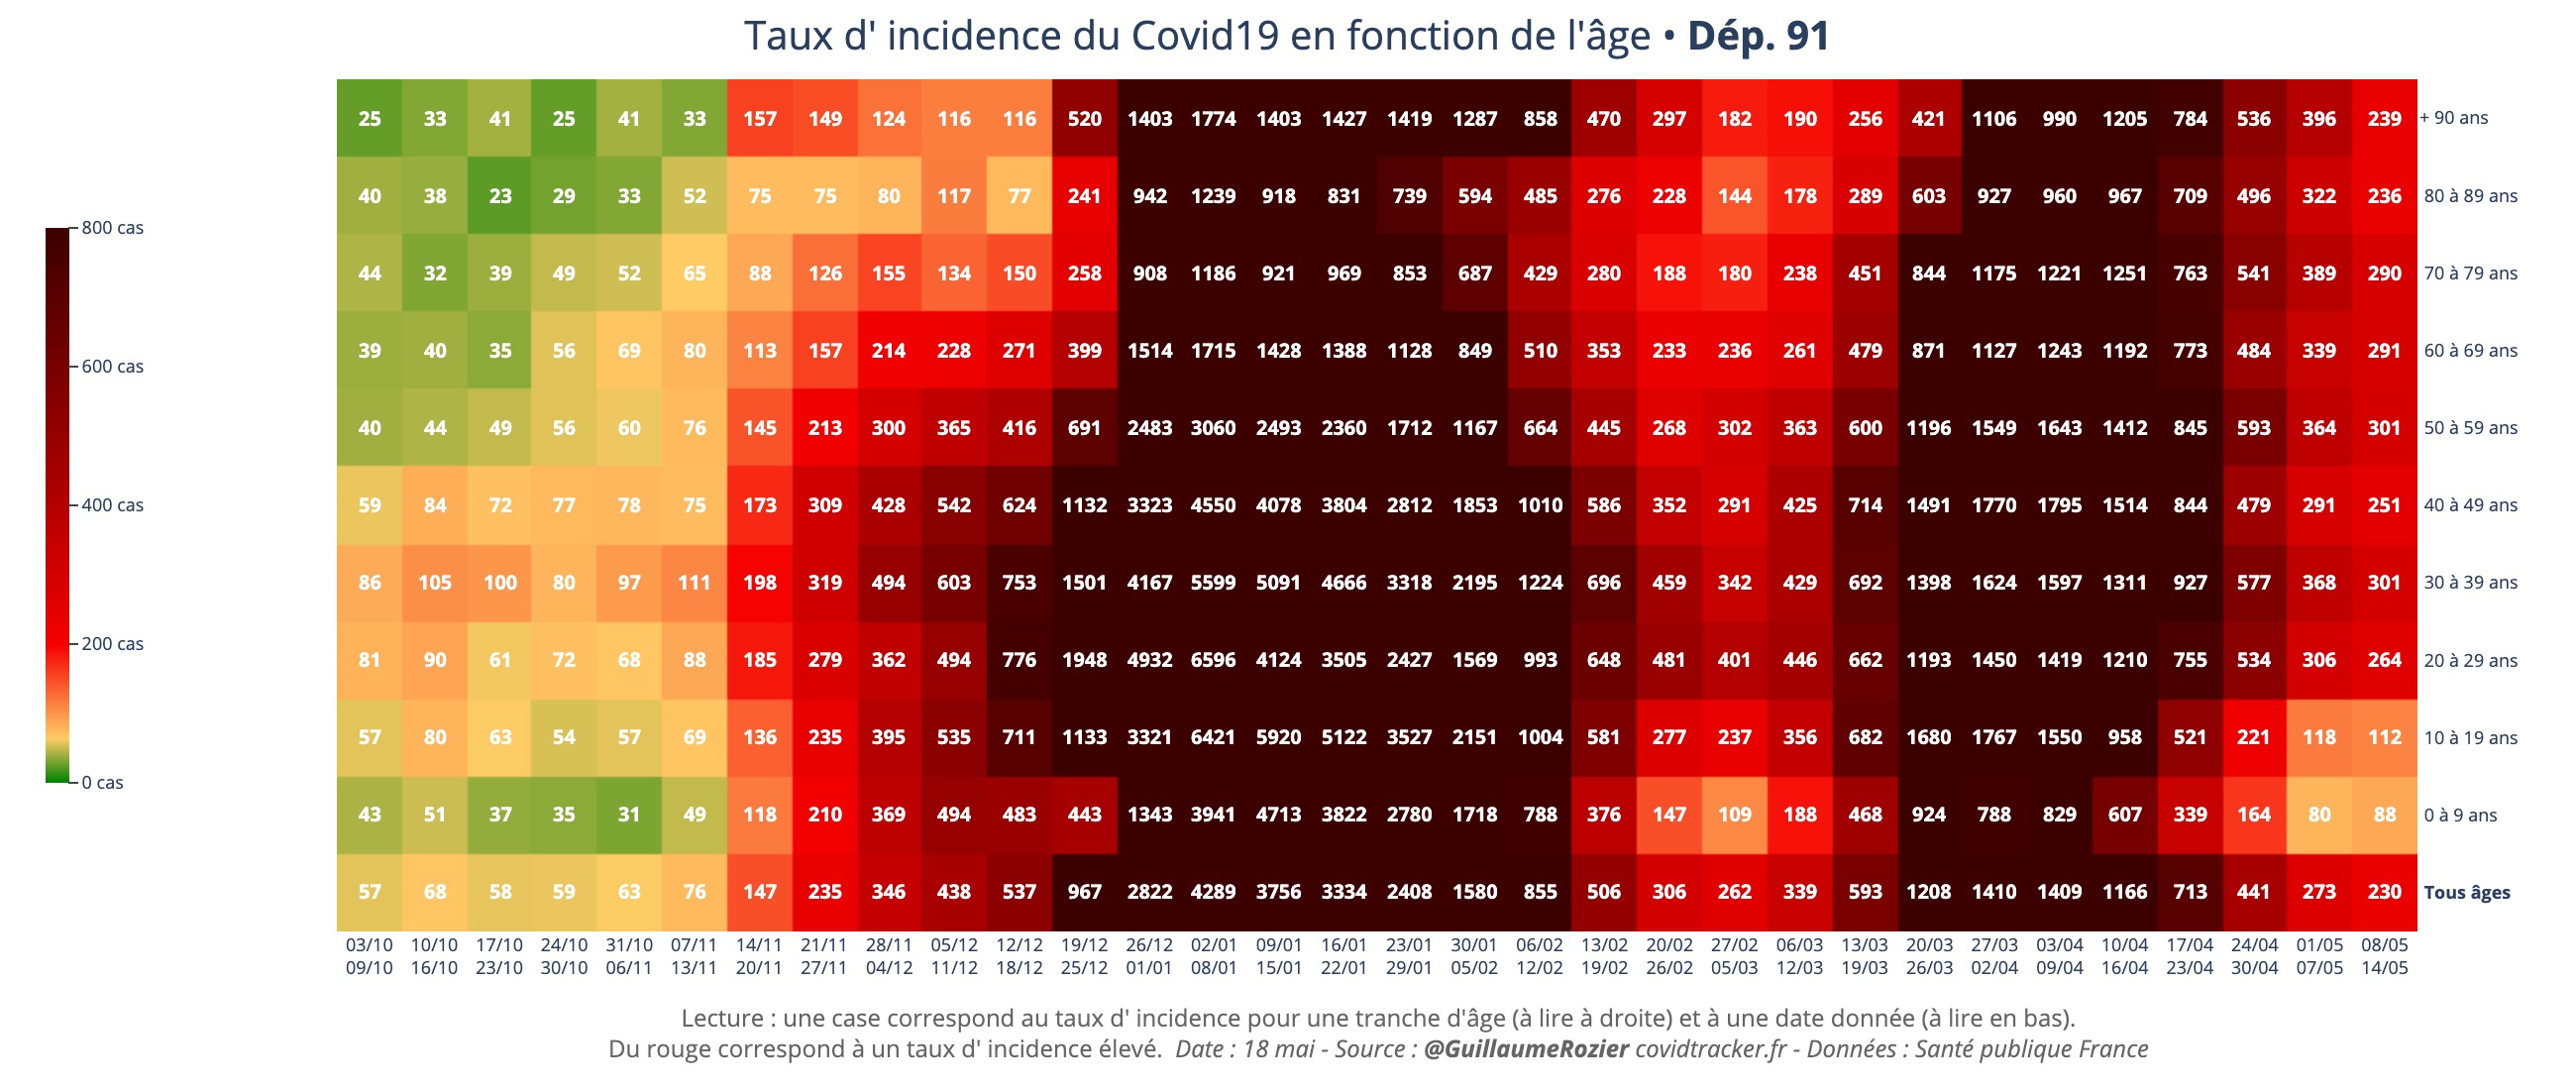 Taux d' incidence du Covid19 en fonction de l'âge • Dép. 91
800 cas
600 cas
400 cas
200 cas
0 cas
25 33 41 25 41 33 157 149 124 116 116 520 1403 1774 1403 1427 1419 1287 858 470 297 182 190 256 421 1106 990 1205 784 536 396 239 + 90 ans
40 38 23 29 33 52 75 75 80 117 77 241 942 1239 918 831 739 594 485 276 228 144 178 289 603 927 960 967 709 496 322 236 80 à 89 ans
44 32 39 49 52 65 88 126 155 134 150 258 908 1186 921 969 853 687 429 280 188 180 238 451 844 1175 1221 1251 763 541 389 290 70 à 79 ans
39 40 35 56 69 80 113 157 214 228 271 399 1514 1715 1428 1388 1128 849 510 353 233 236 261 479 871 1127 1243 1192 773 484 339 291 60 à 69 ans
40 44 49 56 60 76 145 213 300 365 416 691 2483 3060 2493 2360 1712 1167 664 445 268 302 363 600 1196 1549 1643 1412 845 593 364 301 50 à 59 ans
59 84 72 77 78 75 173 309 428 542 624 1132 3323 4550 4078 3804 2812 1853 1010 586 352 291 425 714 1491 1770 1795 1514 844 479 291 251 40 à 49 ans
86 105 100 80 97 111 198 319 494 603 753 1501 4167 5599 5091 4666 3318 2195 1224 696 459 342 429 692 1398 1624 1597 1311 927 577 368 301 30 à 39 ans
81 90 61 72 68 88 185 279 362 494 776 1948 4932 6596 4124 3505 2427 1569 993 648 481 401 446 662 1193 1450 1419 1210 755 534 306 264 20 à 29 ans
57 80 63 54 57 69 136 235 395 535 711 1133 3321 6421 5920 5122 3527 2151 1004 581 277 237 356 682 1680 1767 1550 958 521 221 118 112 10 à 19 ans
43 51 37 35 31 49 118 210 369 494 483 443 1343 3941 4713 3822 2780 1718 788 376 147 109 188 468 924 788 829 607 339 164 80 88 0 à 9 ans
57 68 58 59 63 76 147 235 346 438 537 967 2822 4289 3756 3334 2408 1580 855 506 306 262 339 593 1208 1410 1409 1166 713 441 273 230 Tous âges
03/10 10/10 17/10 24/10 31/10 07/11 14/11 21/11 28/11 05/12 12/12 19/12 26/12 02/01 09/01 16/01 23/01 30/01 06/02 13/02 20/02 27/02 06/03 13/03 20/03 27/03 03/04 10/04 17/04 24/04 01/05 08/05
09/10 16/10 23/10 30/10 06/11 13/11 20/11 27/11 04/12 11/12 18/12 25/12 01/01 08/01 15/01 22/01 29/01 05/02 12/02 19/02 26/02 05/03 12/03 19/03 26/03 02/04 09/04 16/04 23/04 30/04 07/05 14/05
Lecture : une case correspond au taux d' incidence pour une tranche d'âge (à lire à droite) et à une date donnée (à lire en bas).
Du rouge correspond à un taux d' incidence élevé. Date : 18 mai - Source : @GuillaumeRozier covidtracker.fr - Données : Santé publique France